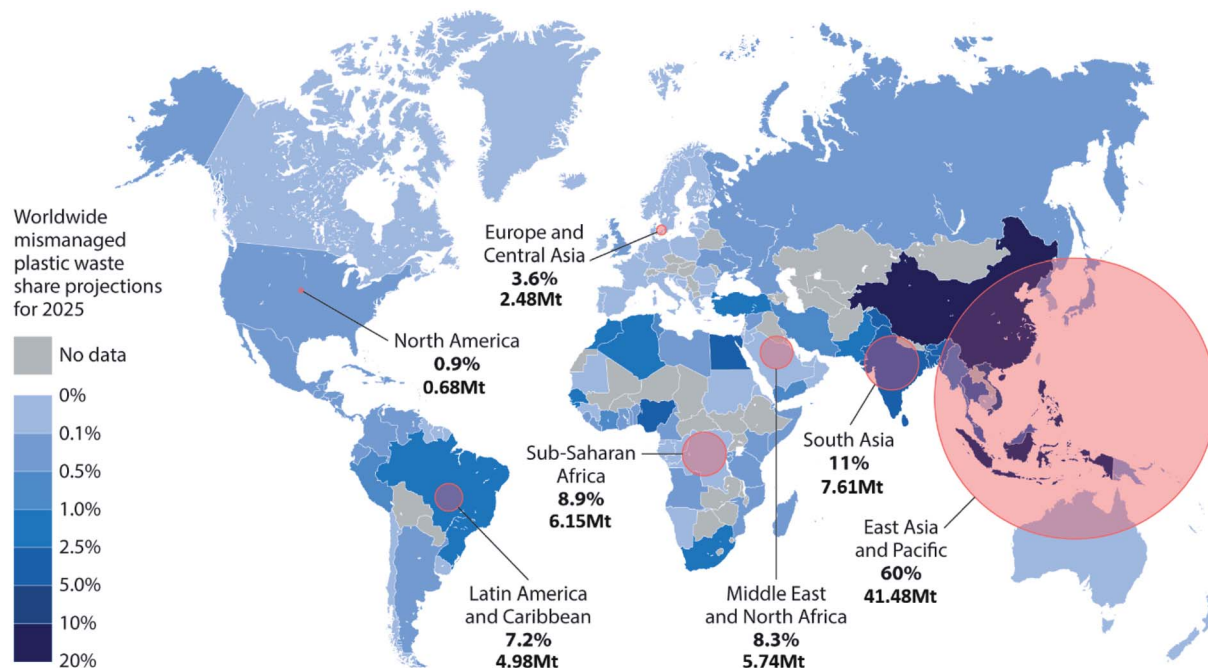 Worldwide
mismanaged
plastic waste
share projections
for 2025
No data
0%
0.1%
0.5%
1.0%
2.5%
5.0%
10%
20%
North America
0.9%
0.68Mt
Europe and
Central Asia
3.6%
2.48Mt
Latin America
and Caribbean
7.2%
4.98Mt
Sub-Saharan
Africa
8.9%
6.15Mt
Middle East
and North Africa
8.3%
5.74Mt
South Asia
11%
7.61Mt
East Asia
and Pacific
60%
41.48Mt